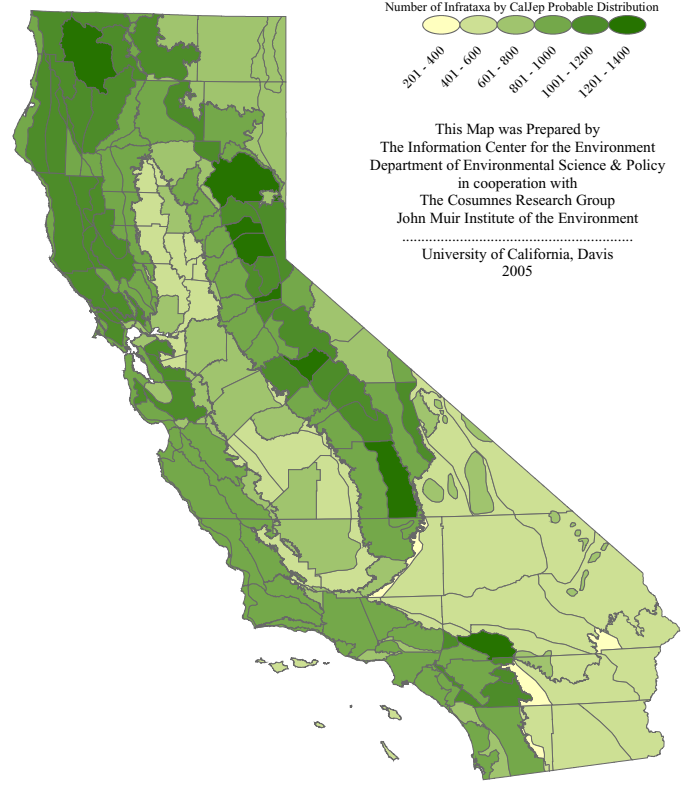 Number of Infrataxa by CalJep Probable Distribution
201 - 400
401 - 600
601 - 800
801 - 1000
1001 - 1200
1201 - 1400
This Map was Prepared by
The Information Center for the Environment
Department of Environmental Science & Policy
in cooperation with
The Cosumnes Research Group
John Muir Institute of the Environment
.........................................................
University of California, Davis
2005